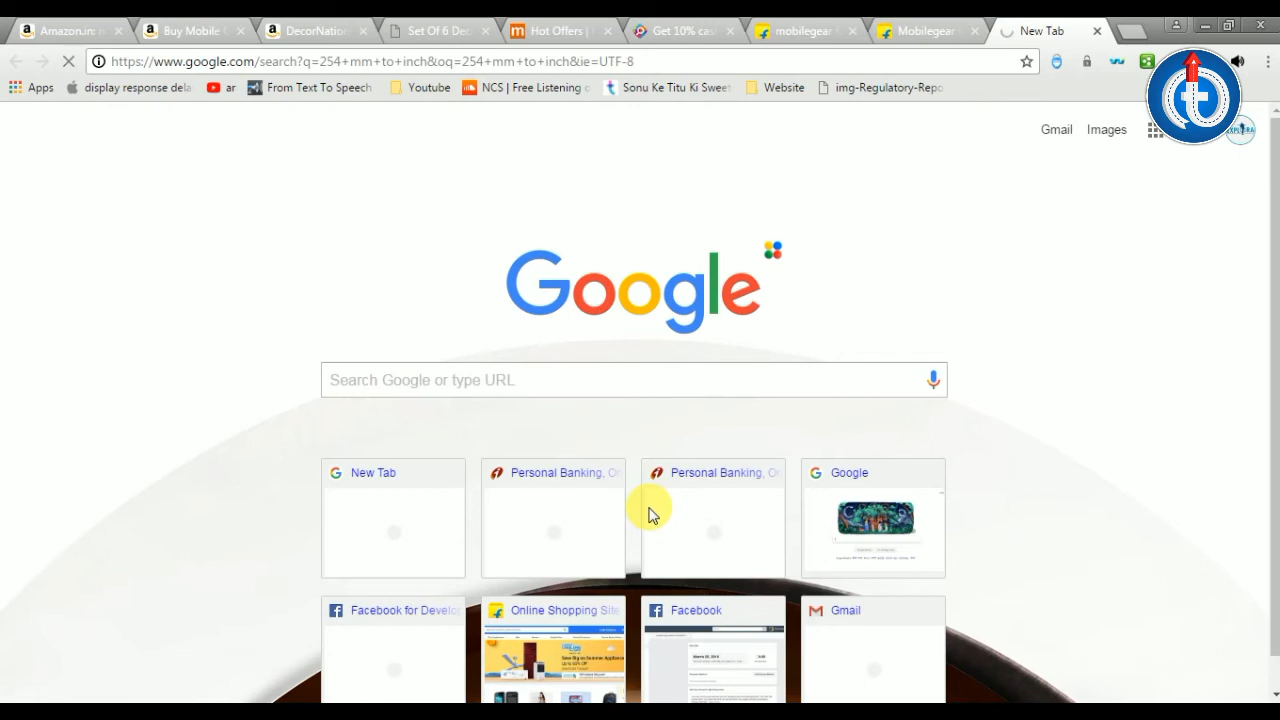 Amazon.in:
Buy Mobile
DecorNation
Set Of 6 Dec
Hot Offers |
Get 10% cas
mobilegear
Mobilegear
New Tab
https://www.google.com/search?q=254+mm+to+inch&rq=254+mm+to+inch&ie=UTF-8
Apps
display response dela
ar
From Text To Speech
Youtube
NCS | Free Listening o
Sonu Ke Titu Ki Sweet
Website
img-Regulatory-Repo
Gmail
Images
Google
Search Google or type URL
New Tab
Personal Banking, On
Personal Banking, On
Google
Facebook for Develo
Online Shopping Site
Facebook
Gmail